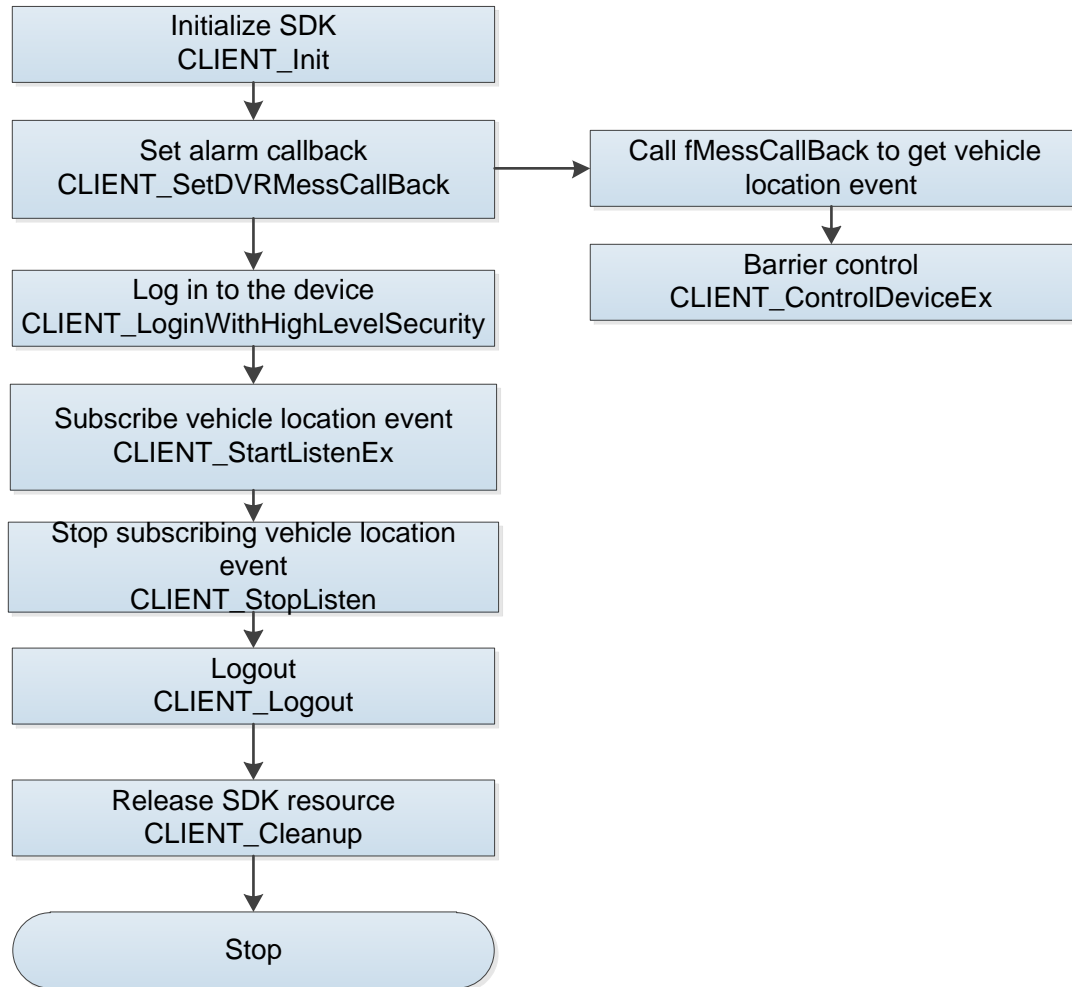 Initialize SDK
CLIENT_Init
Set alarm callback
CLIENT_SetDVRMessCallBack
Call fMessCallBack to get vehicle
location event
Barrier control
CLIENT_ControlDeviceEx
Log in to the device
CLIENT_LoginWithHighLevelSecurity
Subscribe vehicle location event
CLIENT_StartListenEx
Stop subscribing vehicle location
event
CLIENT_StopListen
Logout
CLIENT_Logout
Release SDK resource
CLIENT_Cleanup
Stop